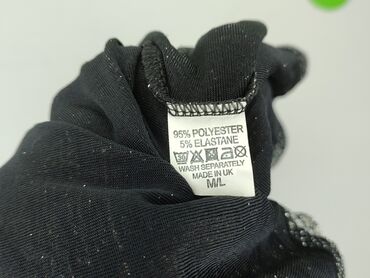 95% POLYESTER
5% ELASTANE
WASH SEPARATELY
MADE IN UK
M/L